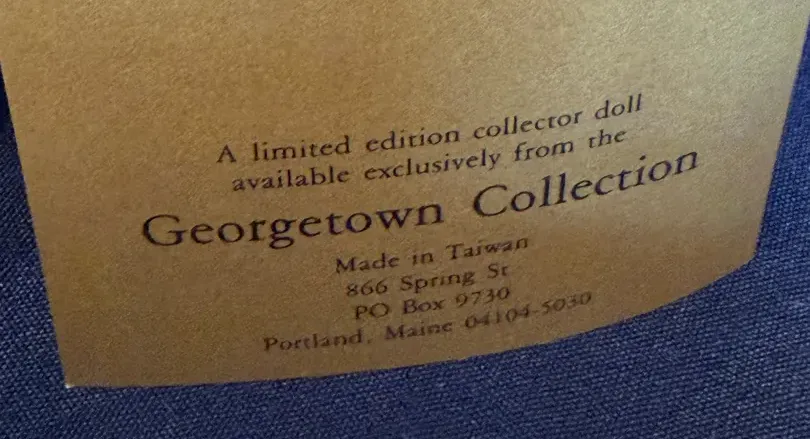 A limited edition collector doll
available exclusively from the
Georgetown Collection
Made in Taiwan
866 Spring St
PO Box 9730
Portland, Maine 04104-5030